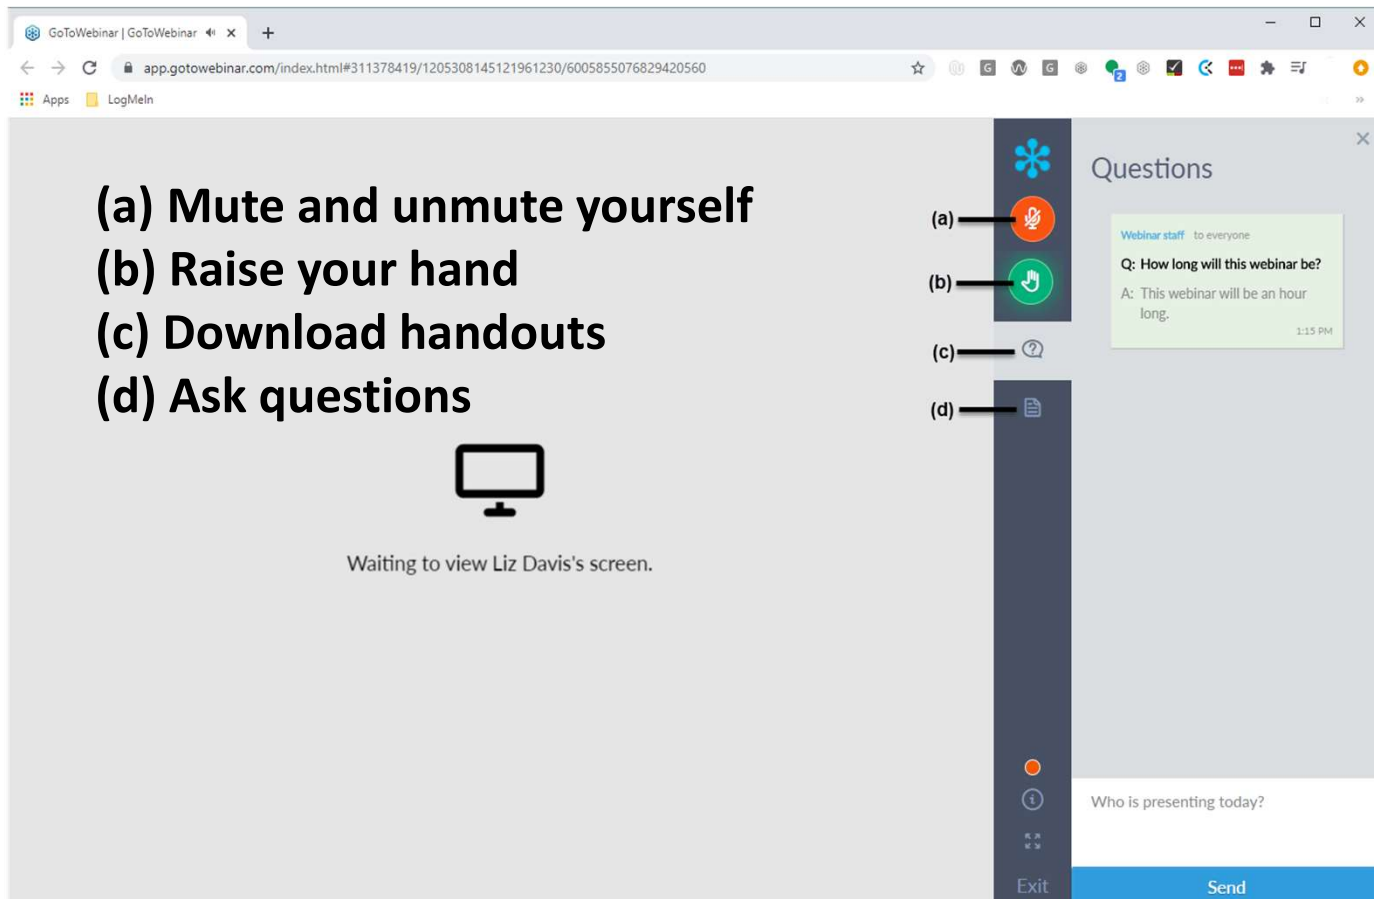 GoToWebinar | GoToWebinar
app.gotowebinar.com/index.html#311378419/1205308145121961230/6005855076829420560
G
G
2
Apps
LogMeIn
(a) Mute and unmute yourself
(b) Raise your hand
(c) Download handouts
(d) Ask questions
Waiting to view Liz Davis's screen.
(a)
(b)
(c)
(d)
Exit
Questions
Webinar staff to everyone
Q: How long will this webinar be?
A: This webinar will be an hour
long.
1:15 PM
Who is presenting today?
Send